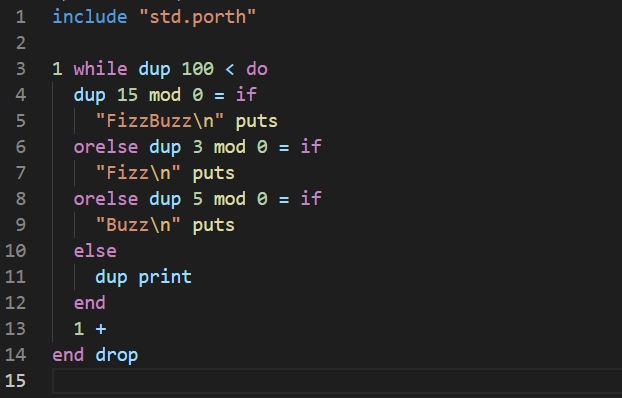 1 include "std.porth"
2
3 1 while dup 100 < do
4   dup 15 mod 0 = if
5     "FizzBuzz\n" puts
6   orelse dup 3 mod 0 = if
7     "Fizz\n" puts
8   orelse dup 5 mod 0 = if
9     "Buzz\n" puts
10   else
11     dup print
12   end
13   1 +
14 end drop
15